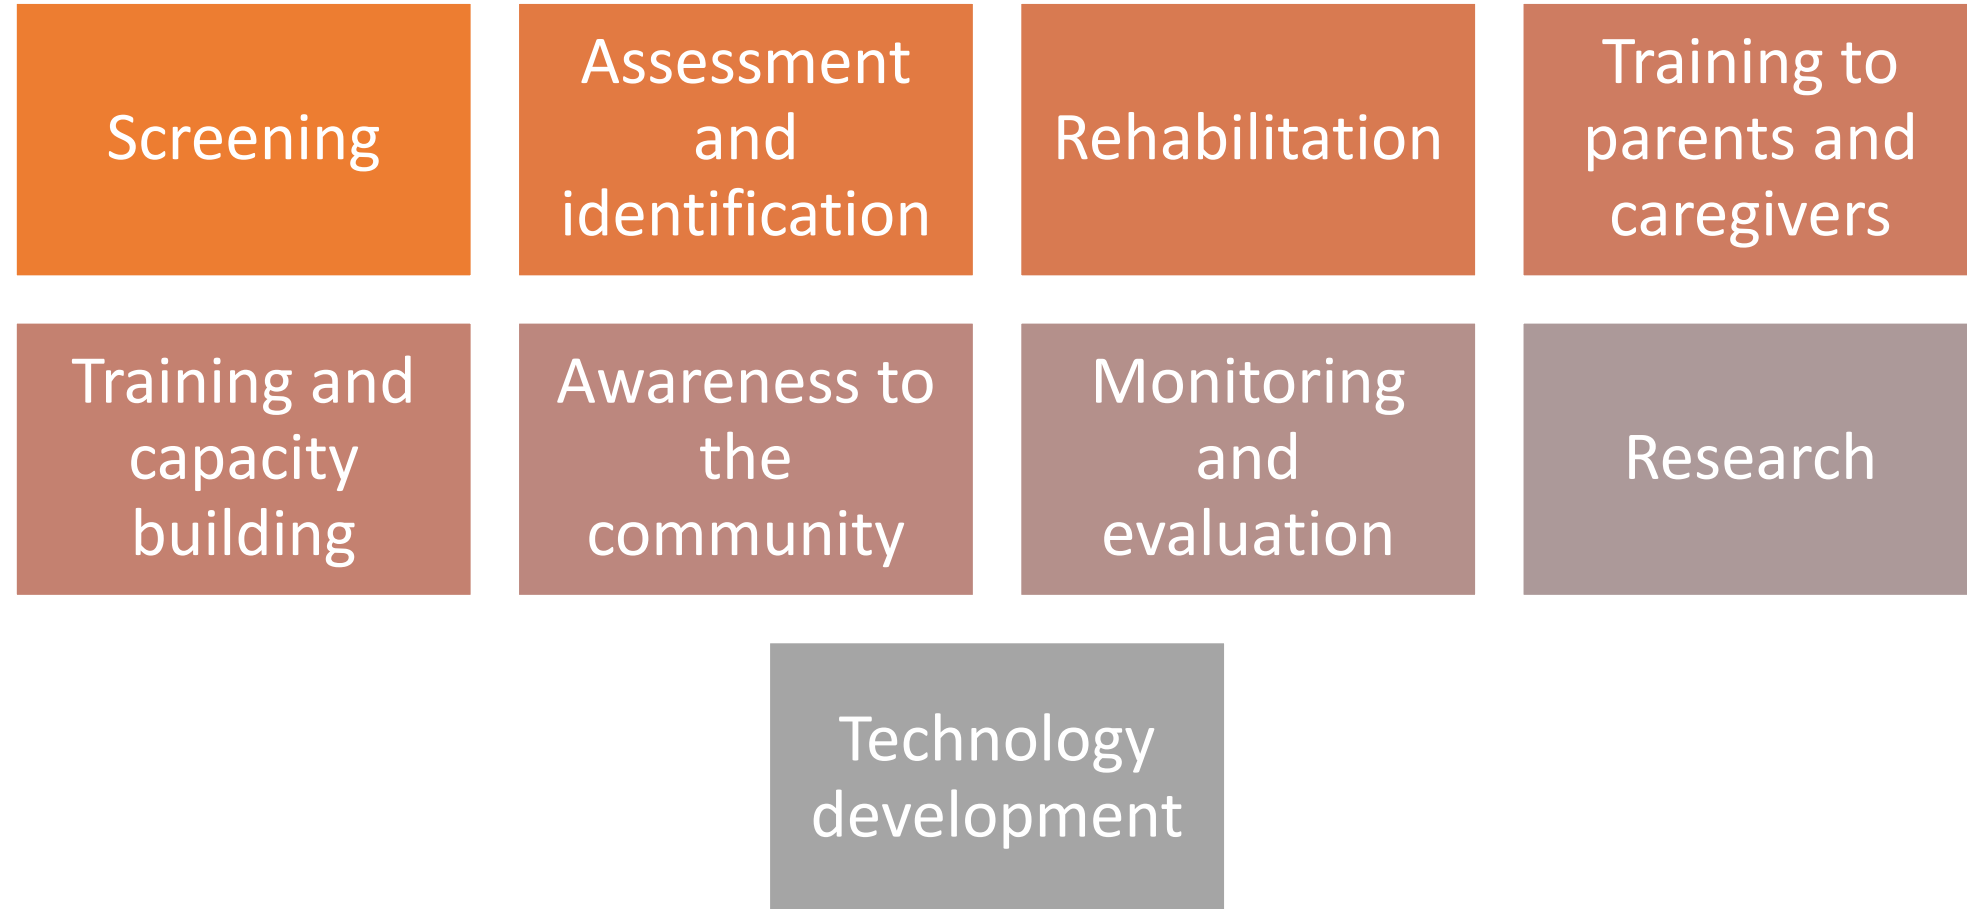 Screening
Assessment
and
identification
Rehabilitation
Training to
parents and
caregivers
Training and
capacity
building
Awareness to
the
community
Monitoring
and
evaluation
Research
Technology
development